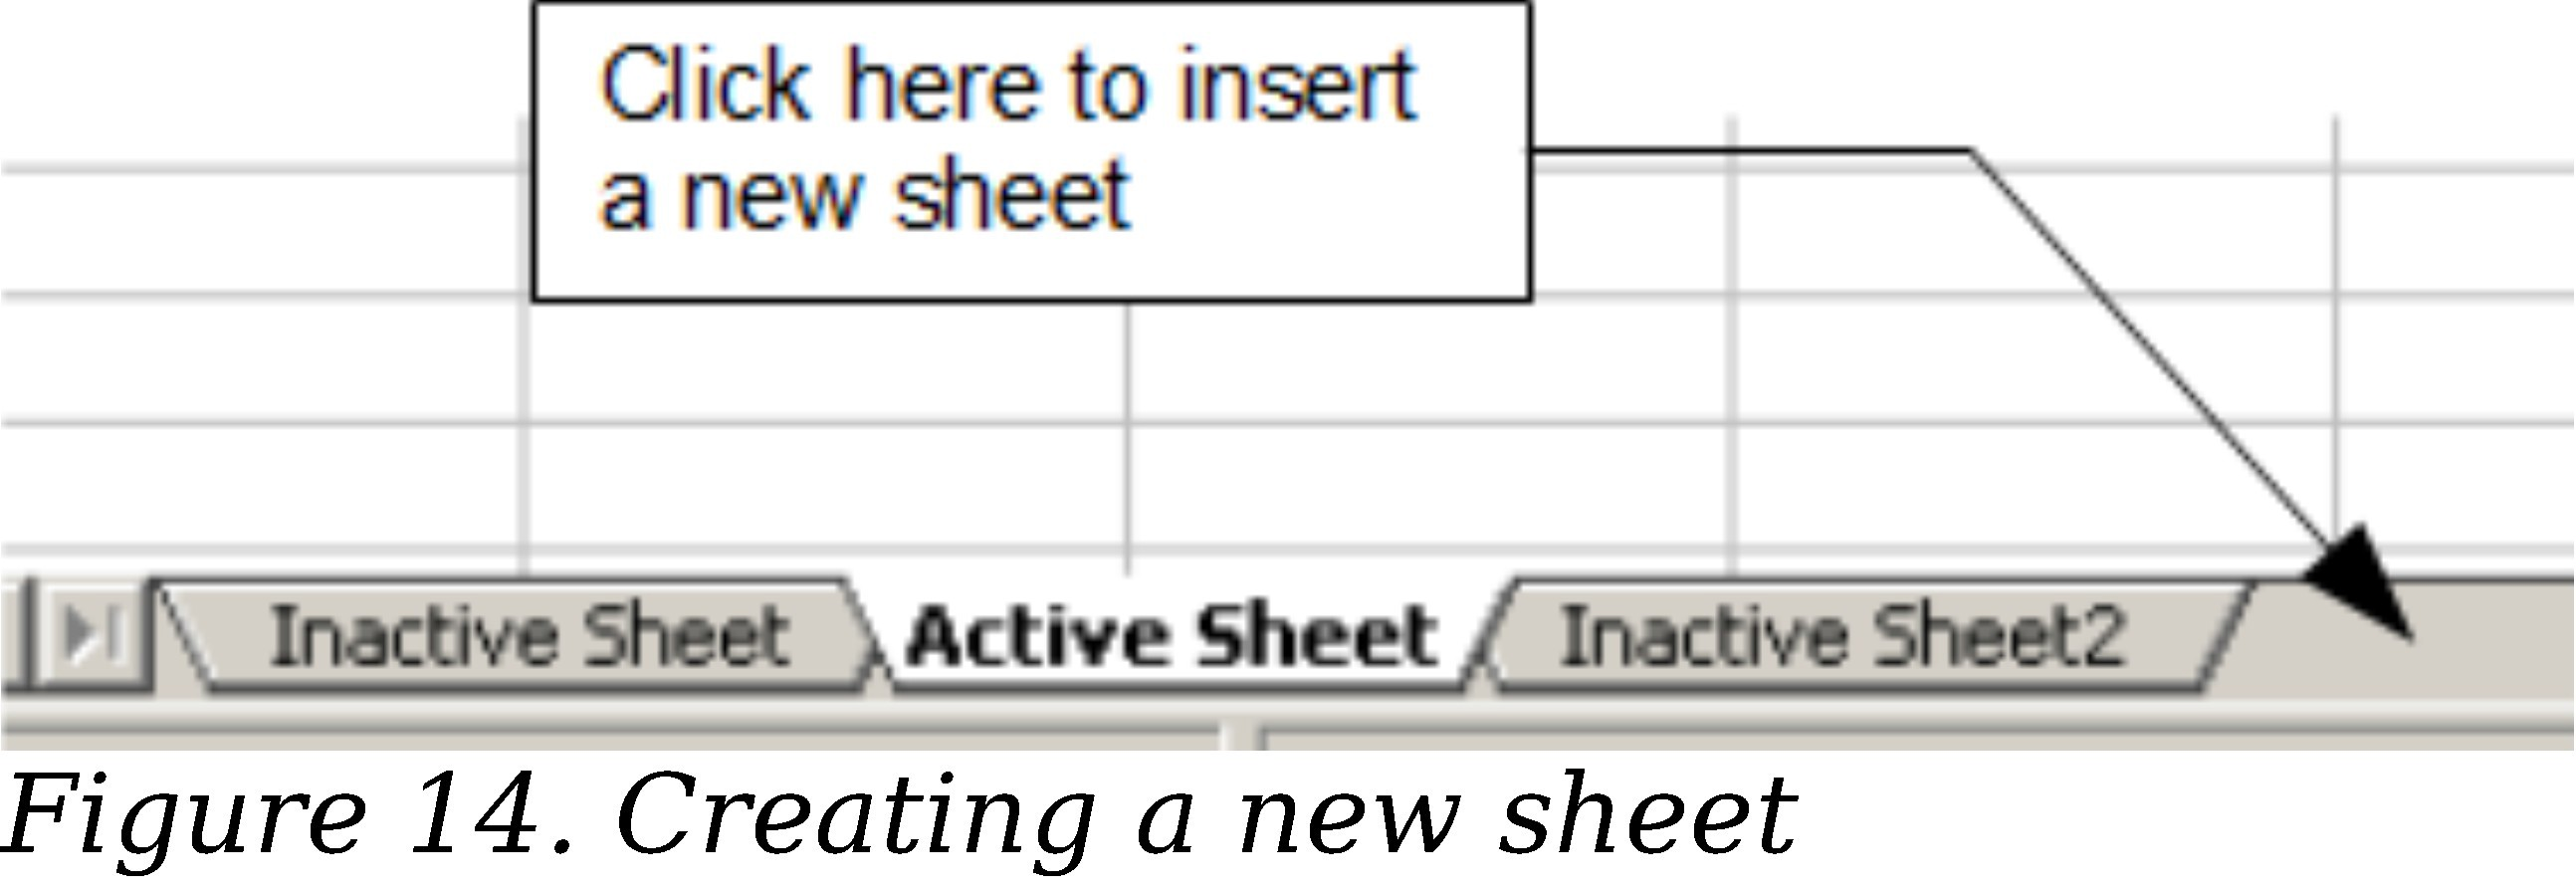 Click here to insert
a new sheet
Inactive Sheet Active Sheet Inactive Sheet2
Figure 14. Creating a new sheet